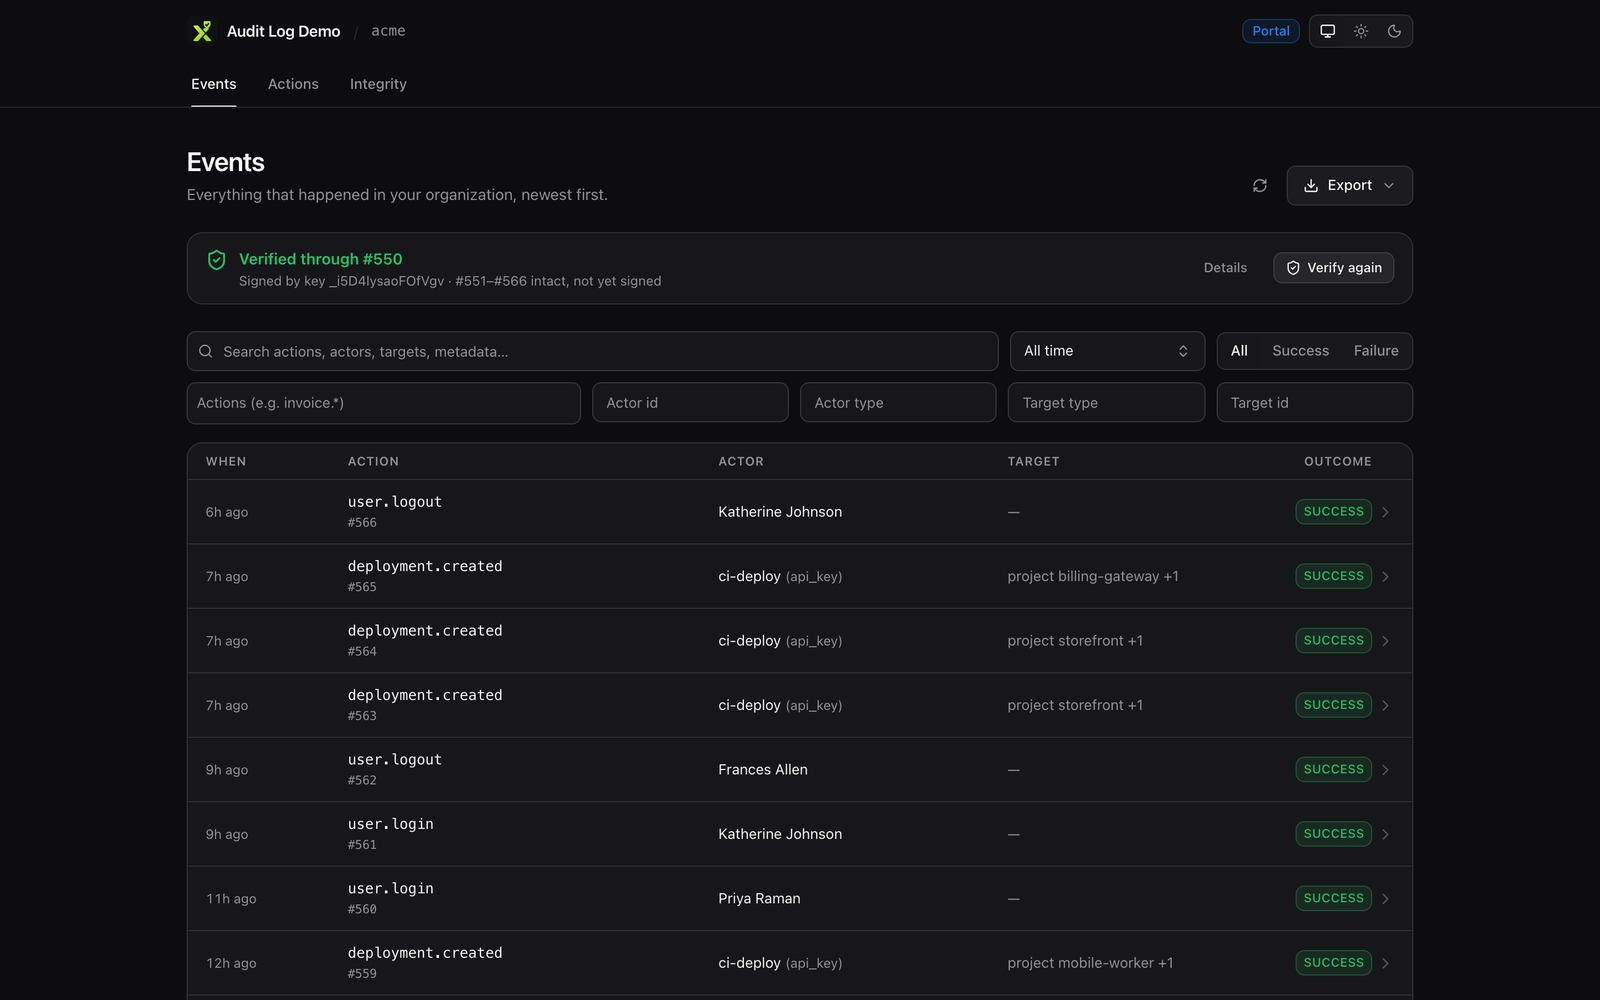 Audit Log Demo / acme
Portal
Events Actions Integrity
Events
Everything that happened in your organization, newest first.
Export
Verified through #550
Signed by key _i5D4lysaoFOfVgv · #551–#566 intact, not yet signed
Details
Verify again
Search actions, actors, targets, metadata...
All time
All Success Failure
Actions (e.g. invoice.*)
Actor id
Actor type
Target type
Target id
WHEN ACTION ACTOR TARGET OUTCOME
6h ago user.logout Katherine Johnson — SUCCESS
#566
7h ago deployment.created ci-deploy (api_key) project billing-gateway +1 SUCCESS
#565
7h ago deployment.created ci-deploy (api_key) project storefront +1 SUCCESS
#564
7h ago deployment.created ci-deploy (api_key) project storefront +1 SUCCESS
#563
9h ago user.logout Frances Allen — SUCCESS
#562
9h ago user.login Katherine Johnson — SUCCESS
#561
11h ago user.login Priya Raman — SUCCESS
#560
12h ago deployment.created ci-deploy (api_key) project mobile-worker +1 SUCCESS
#559